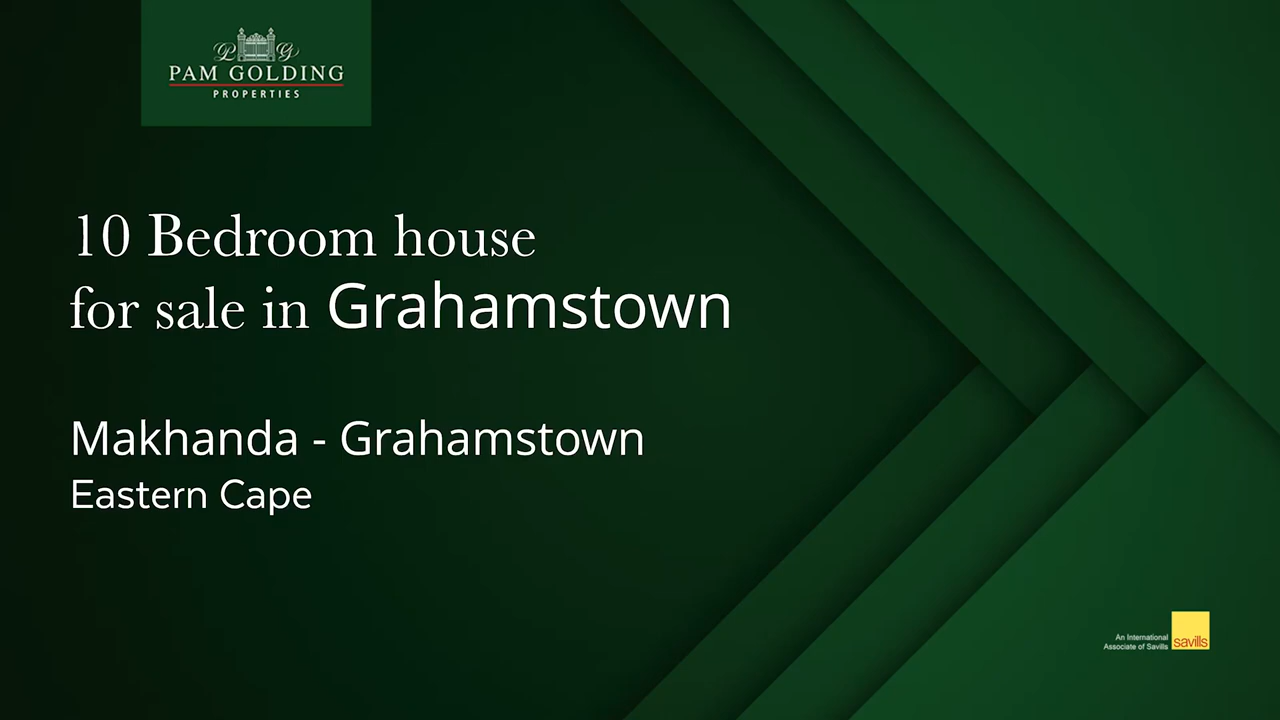 P G
PAM GOLDING
PROPERTIES
10 Bedroom house
for sale in Grahamstown
Makhanda - Grahamstown
Eastern Cape
An International
Associate of Savills
savills